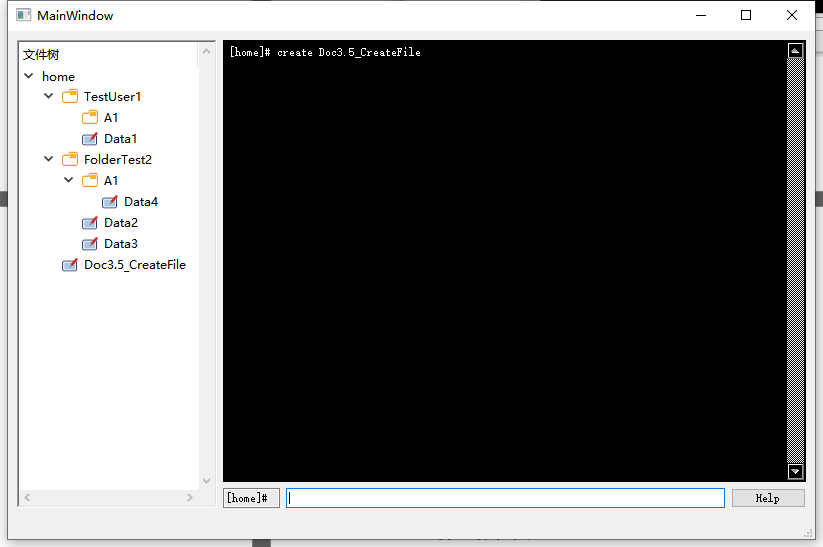 MainWindow
文件树
home
TestUser1
A1
Data1
FolderTest2
A1
Data4
Data2
Data3
Doc3.5_CreateFile
[home]# create Doc3.5_CreateFile
[home]#
Help